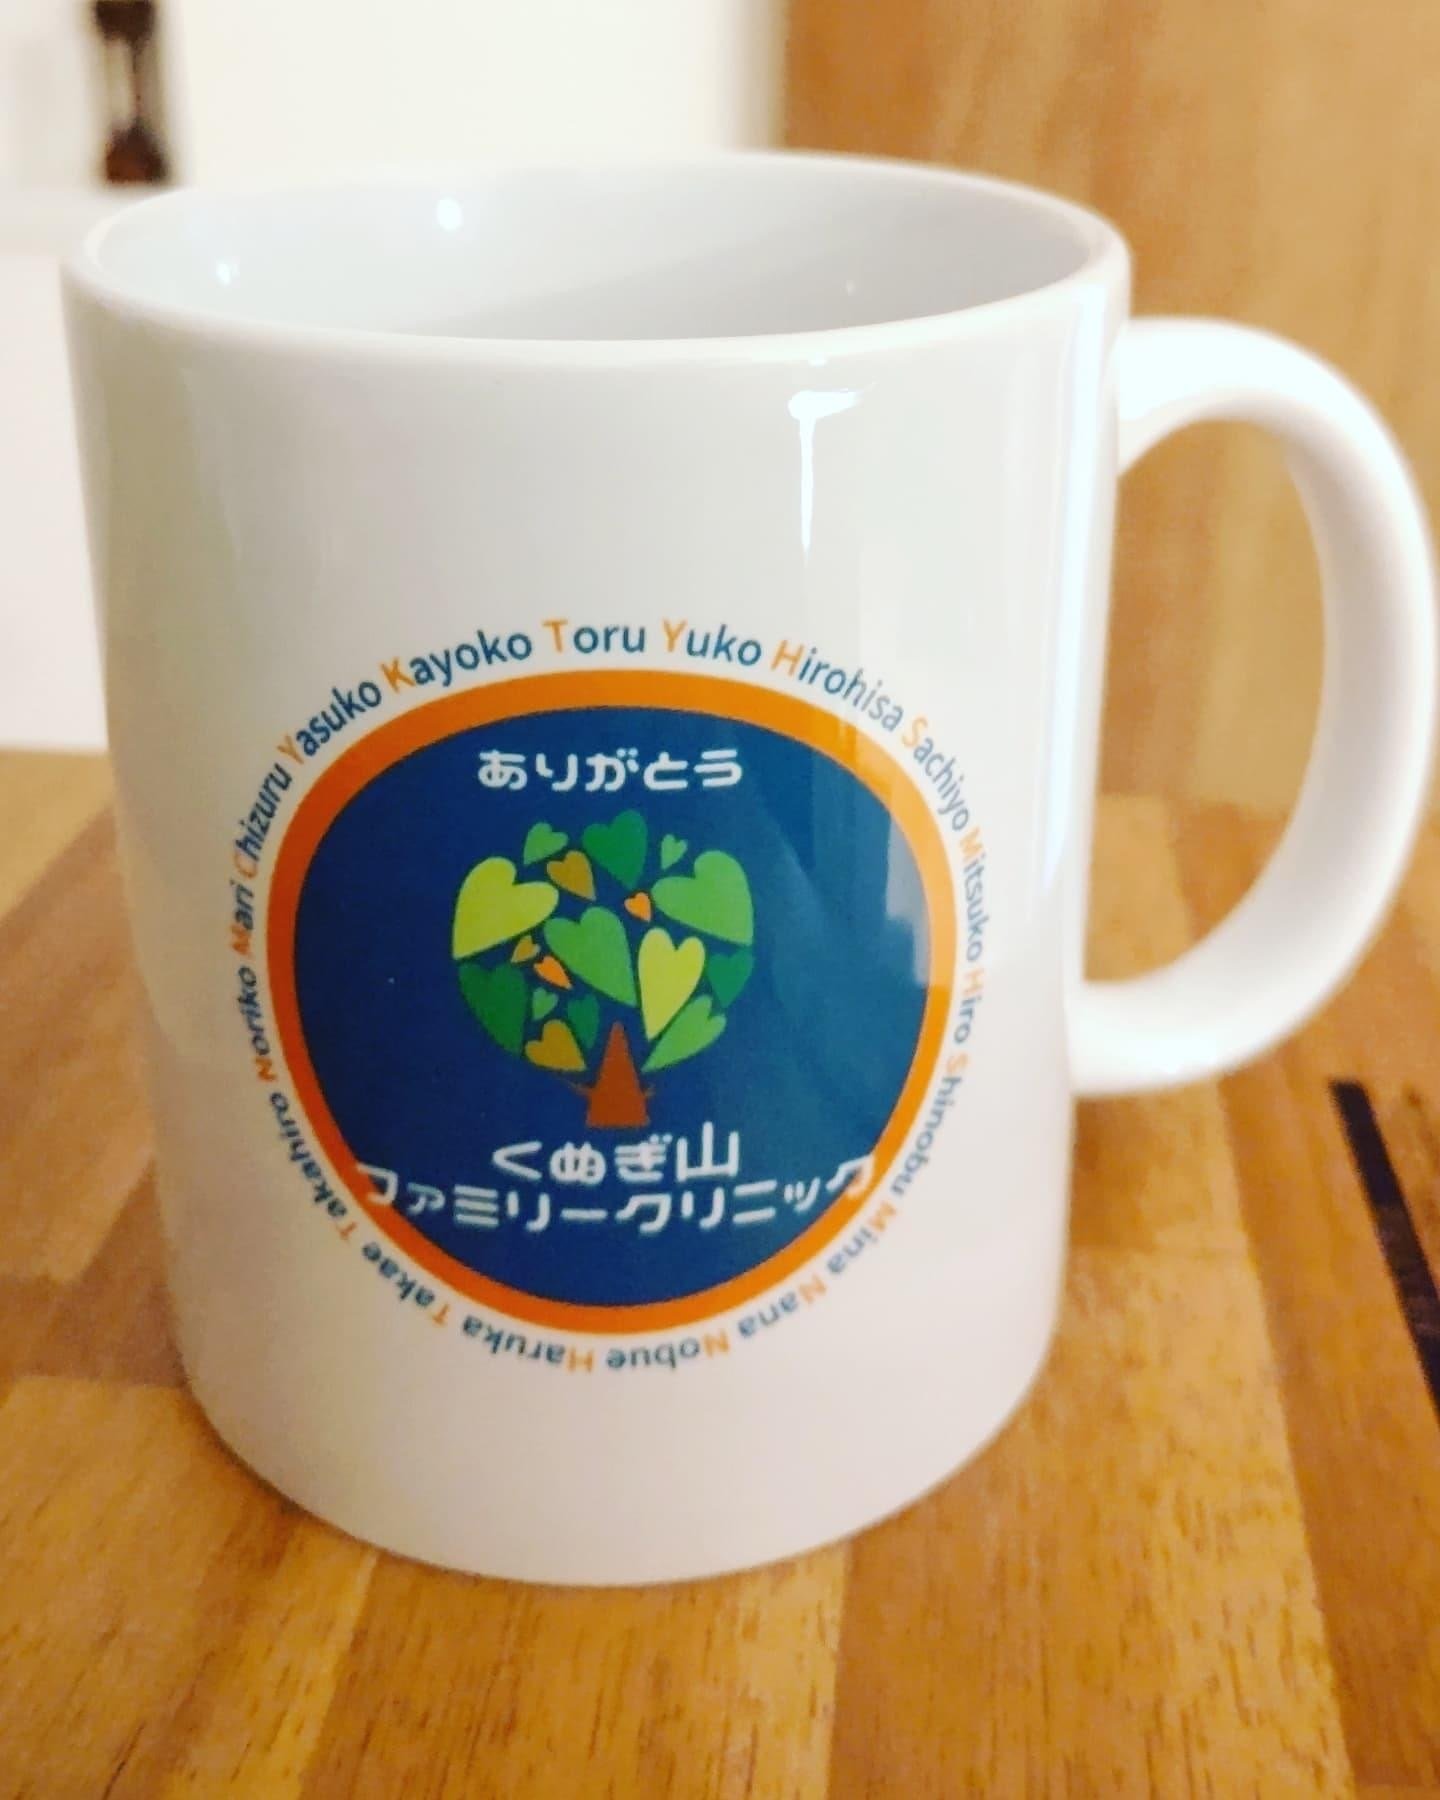 Kayoko Toru Yuko Hirohisa Sachiyo Mitsuko Hiro Shinobu Mina Nana Nobue Haruka Takae Takahiro Noriko Mari Chizuru Yasuko
ありがとう
くぬぎ山
ファミリークリニック